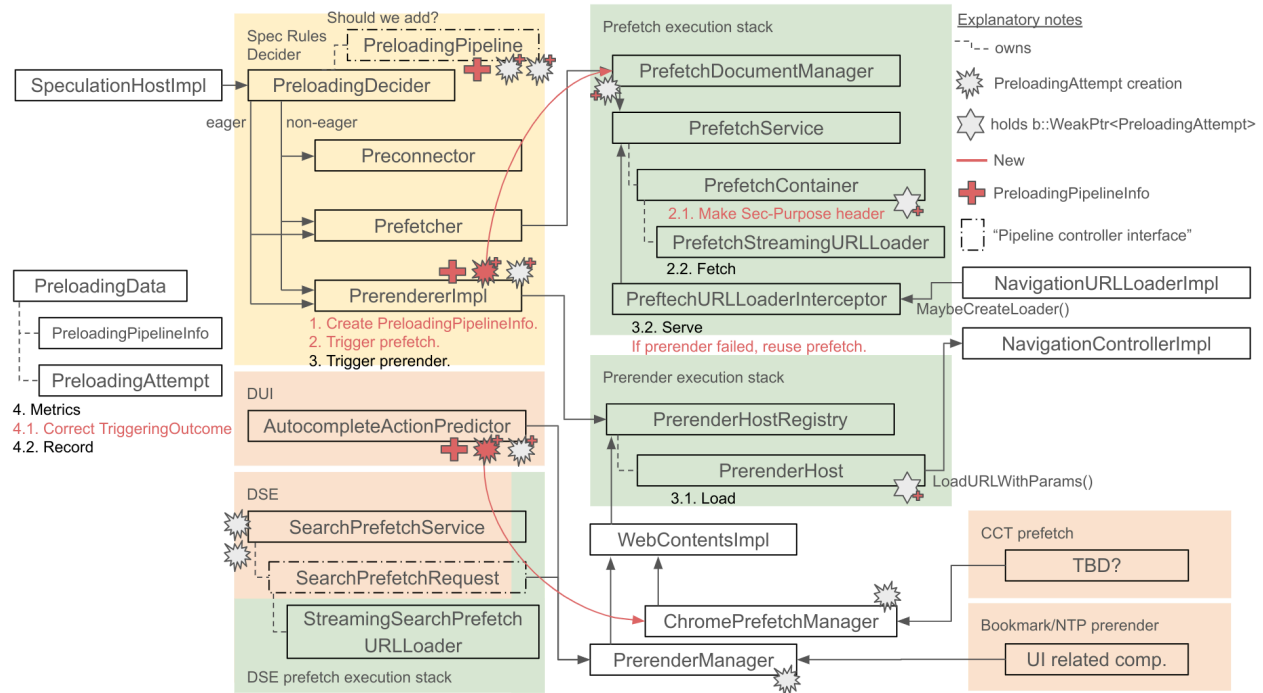 Should we add?
Spec Rules
Decider
PreloadingPipeline
SpeculationHostImpl
PreloadingDecider
eager
non-eager
Preconnector
Prefetcher
PrerendererImpl
1. Create PreloadingPipelineInfo.
2. Trigger prefetch.
3. Trigger prerender.
PreloadingData
PreloadingPipelineInfo
PreloadingAttempt
4. Metrics
4.1. Correct TriggeringOutcome
4.2. Record
DUI
AutocompleteActionPredictor
DSE
SearchPrefetchService
SearchPrefetchRequest
StreamingSearchPrefetch
URLLoader
DSE prefetch execution stack
Prefetch execution stack
PrefetchDocumentManager
PrefetchService
PrefetchContainer
2.1. Make Sec-Purpose header
PrefetchStreamingURLLoader
2.2. Fetch
PreftechURLLoaderInterceptor
3.2. Serve
If prerender failed, reuse prefetch.
Prerender execution stack
PrerenderHostRegistry
PrerenderHost
3.1. Load
WebContentsImpl
ChromePrefetchManager
PrerenderManager
Explanatory notes
owns
PreloadingAttempt creation
holds b::WeakPtr<PreloadingAttempt>
New
PreloadingPipelineInfo
“Pipeline controller interface”
NavigationURLLoaderImpl
MaybeCreateLoader()
NavigationControllerImpl
LoadURLWithParams()
CCT prefetch
TBD?
Bookmark/NTP prerender
UI related comp.